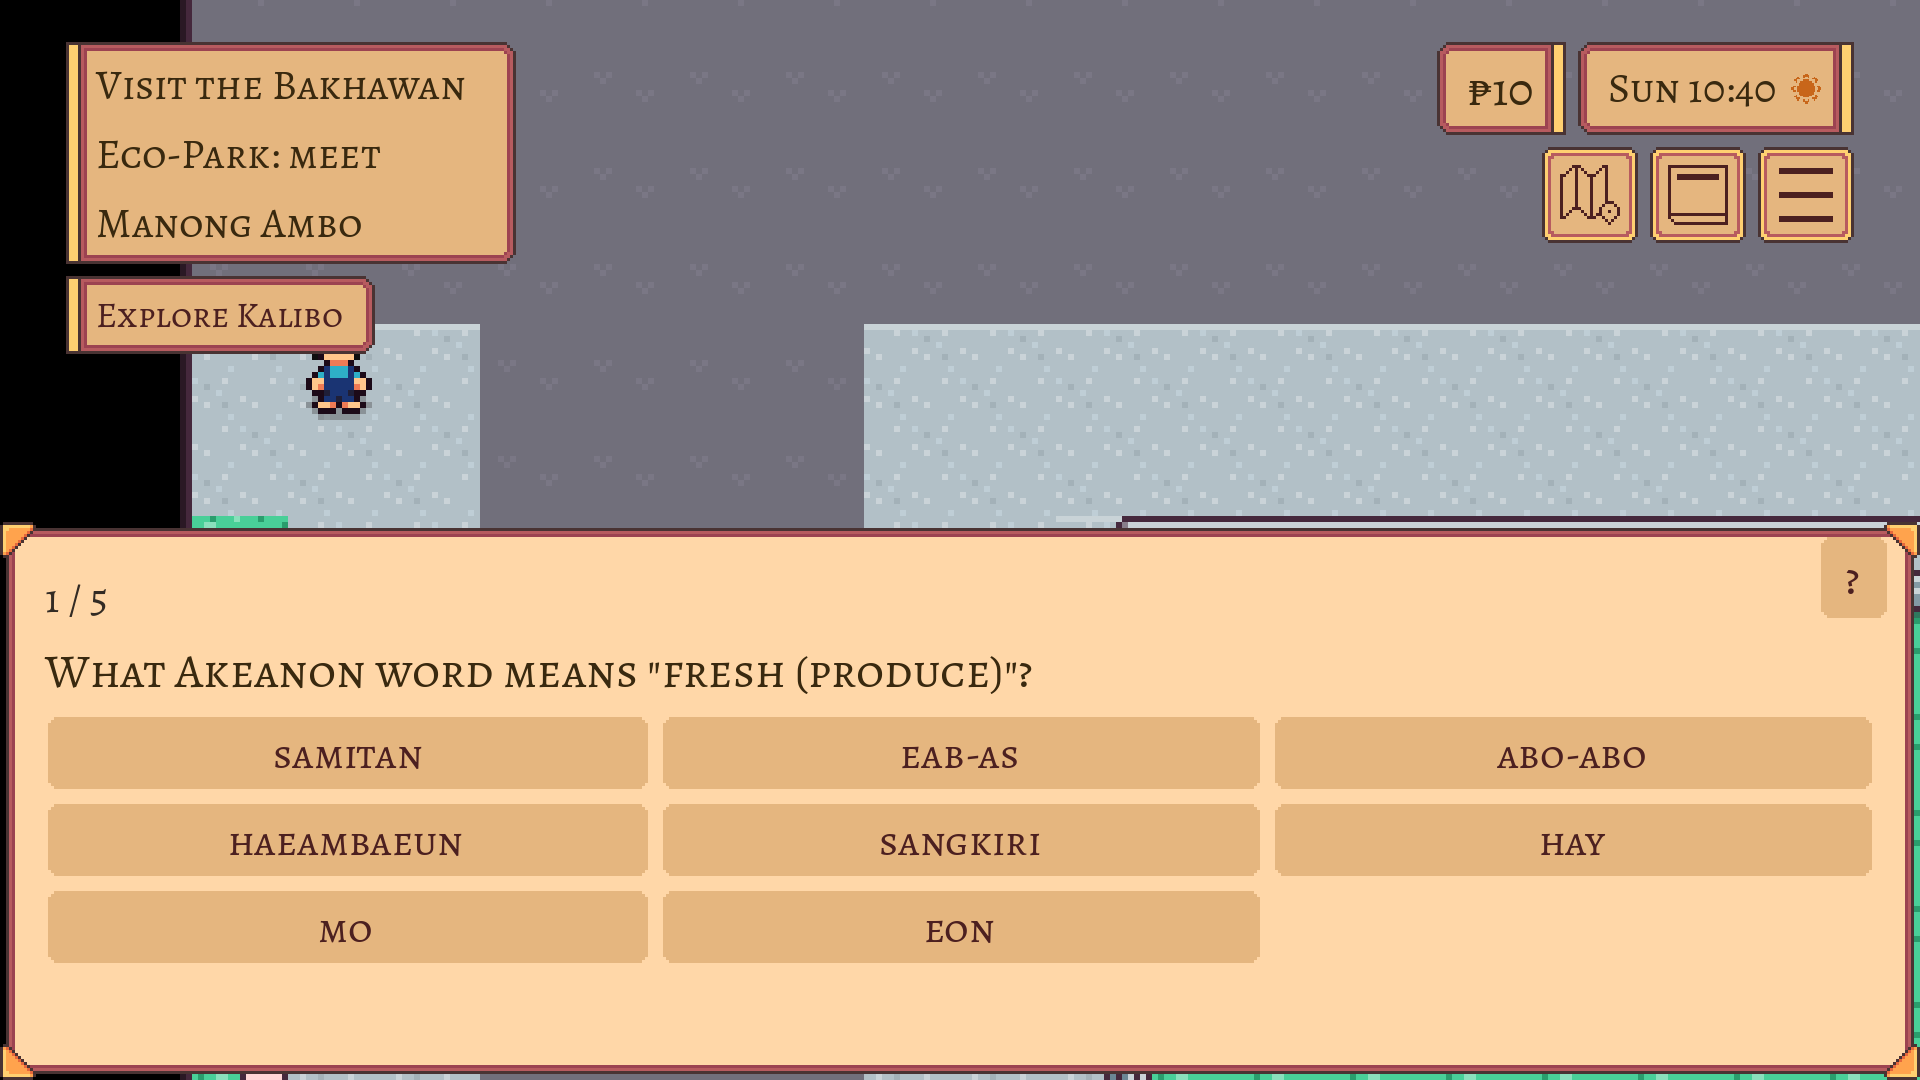 Visit the Bakhawan
Eco-Park: meet
Manong Ambo
Explore Kalibo
₱10
Sun 10:40
1 / 5
?
What Akeanon word means "fresh (produce)"?
samitan
eab-as
abo-abo
haeambaeun
sangkiri
hay
mo
eon